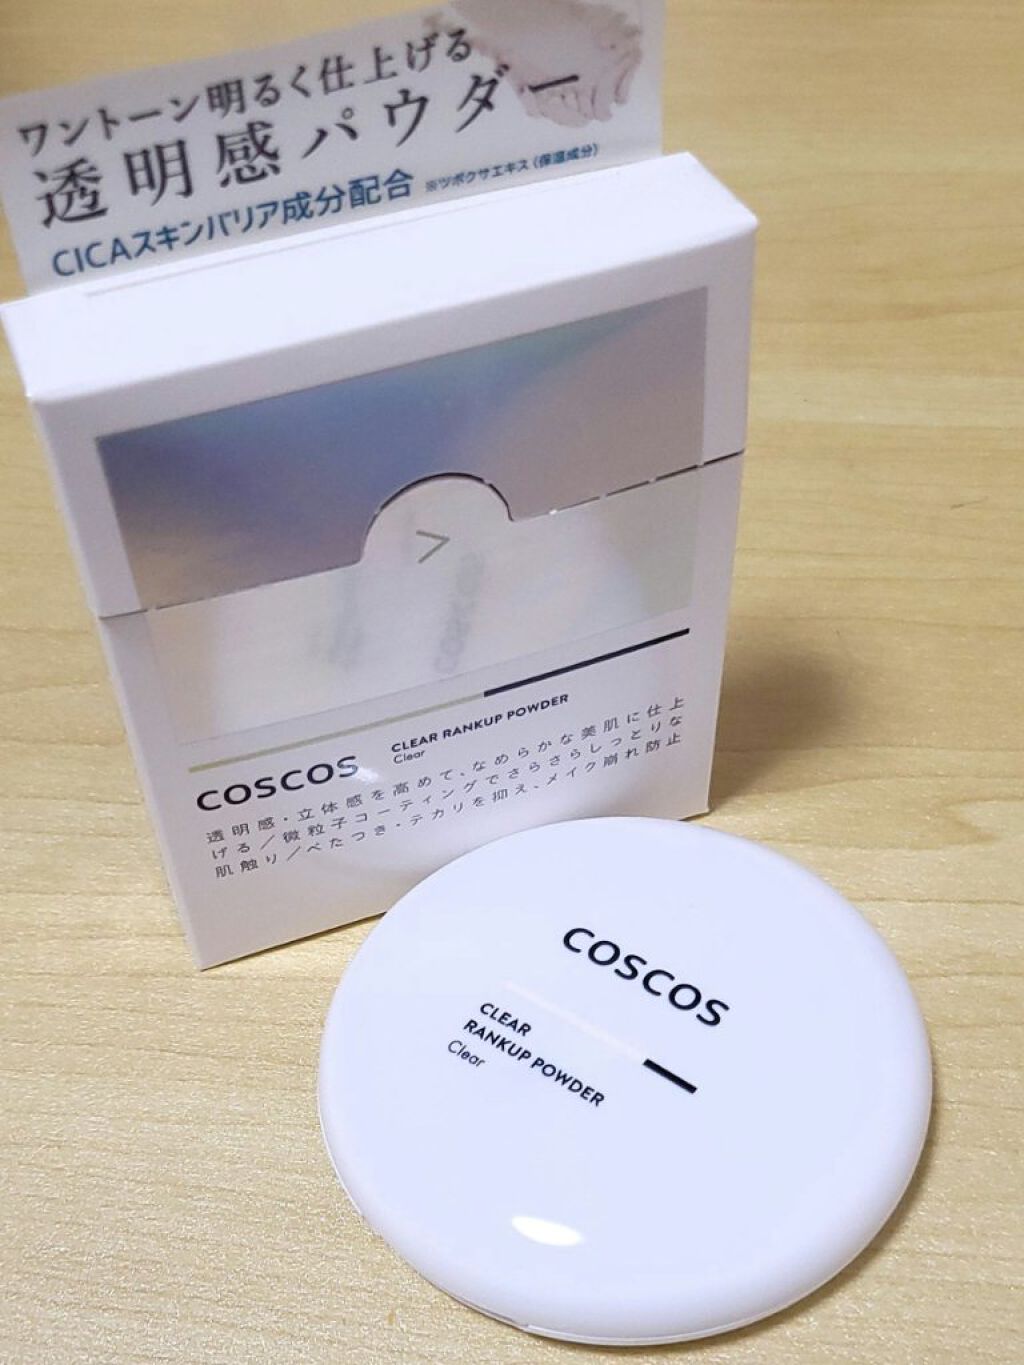 ワントーン明るく仕上げる
透明感パウダー
CICAスキンバリア成分配合 ※ツボクサエキス(保湿成分)
>
COSCOS
CLEAR RANKUP POWDER
Clear
透明感・立体感を高めて、なめらかな美肌に仕上
げる/微粒子コーティングでさらさらしっとりな
肌触り/べたつき・テカリを抑え、メイク崩れ防止
COSCOS
CLEAR
RANKUP POWDER
Clear